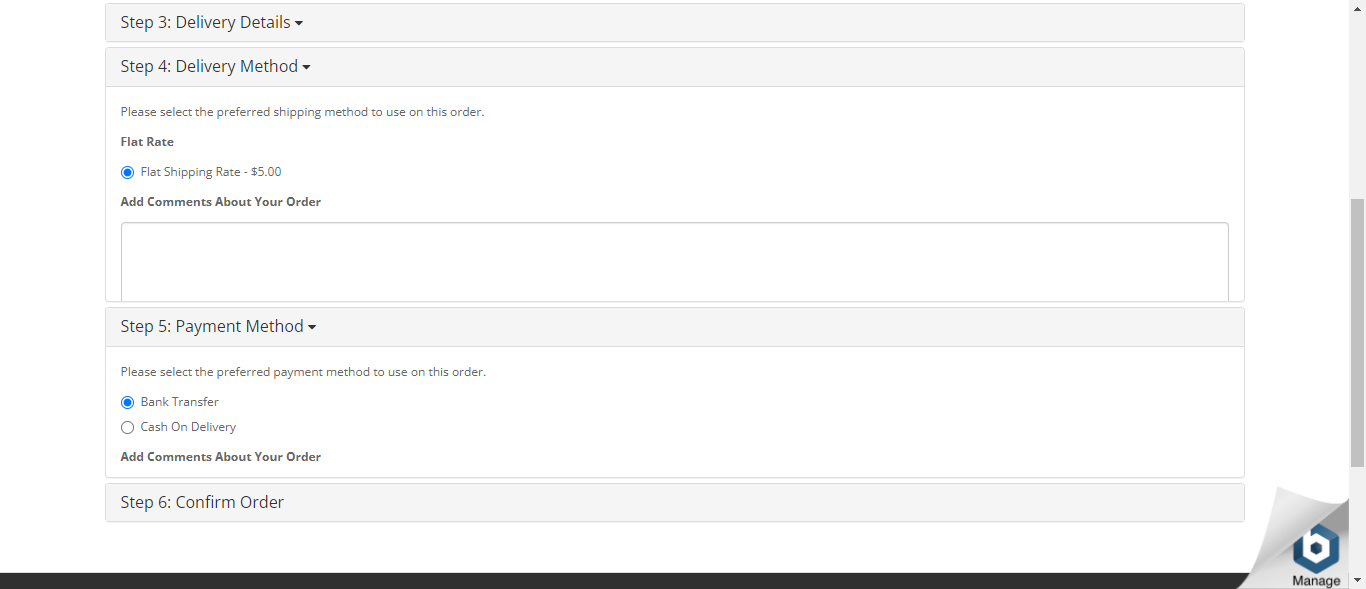 Step 3: Delivery Details
Step 4: Delivery Method
Please select the preferred shipping method to use on this order.
Flat Rate
Flat Shipping Rate - $5.00
Add Comments About Your Order
Step 5: Payment Method
Please select the preferred payment method to use on this order.
Bank Transfer
Cash On Delivery
Add Comments About Your Order
Step 6: Confirm Order
b
Manage